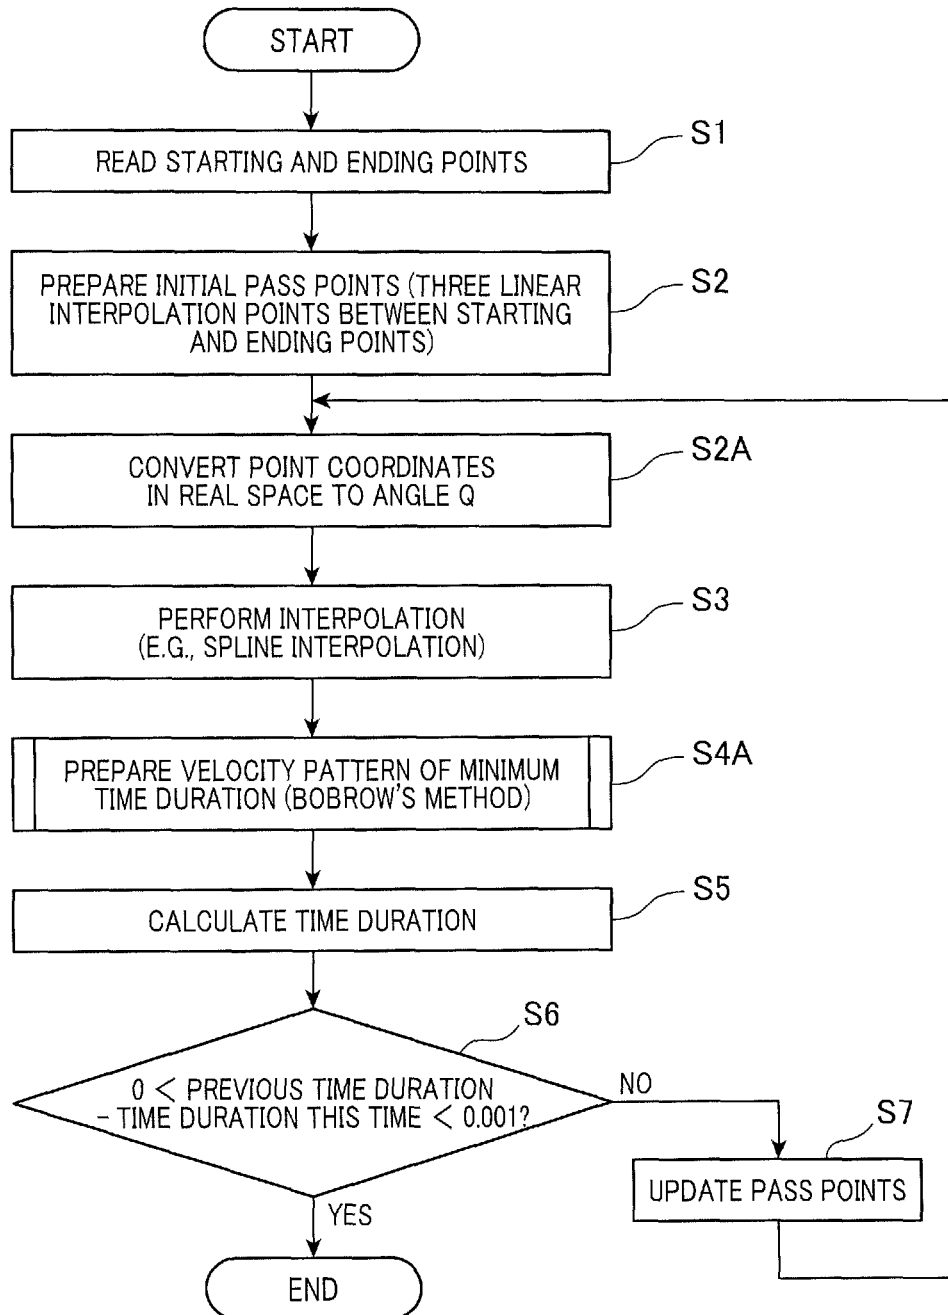 START
READ STARTING AND ENDING POINTS
S1
PREPARE INITIAL PASS POINTS (THREE LINEAR
INTERPOLATION POINTS BETWEEN STARTING
AND ENDING POINTS)
S2
CONVERT POINT COORDINATES
IN REAL SPACE TO ANGLE Q
S2A
PERFORM INTERPOLATION
(E.G., SPLINE INTERPOLATION)
S3
PREPARE VELOCITY PATTERN OF MINIMUM
TIME DURATION (BOBROW'S METHOD)
S4A
CALCULATE TIME DURATION
S5
0 < PREVIOUS TIME DURATION
- TIME DURATION THIS TIME < 0.001?
S6
NO
S7
UPDATE PASS POINTS
YES
END